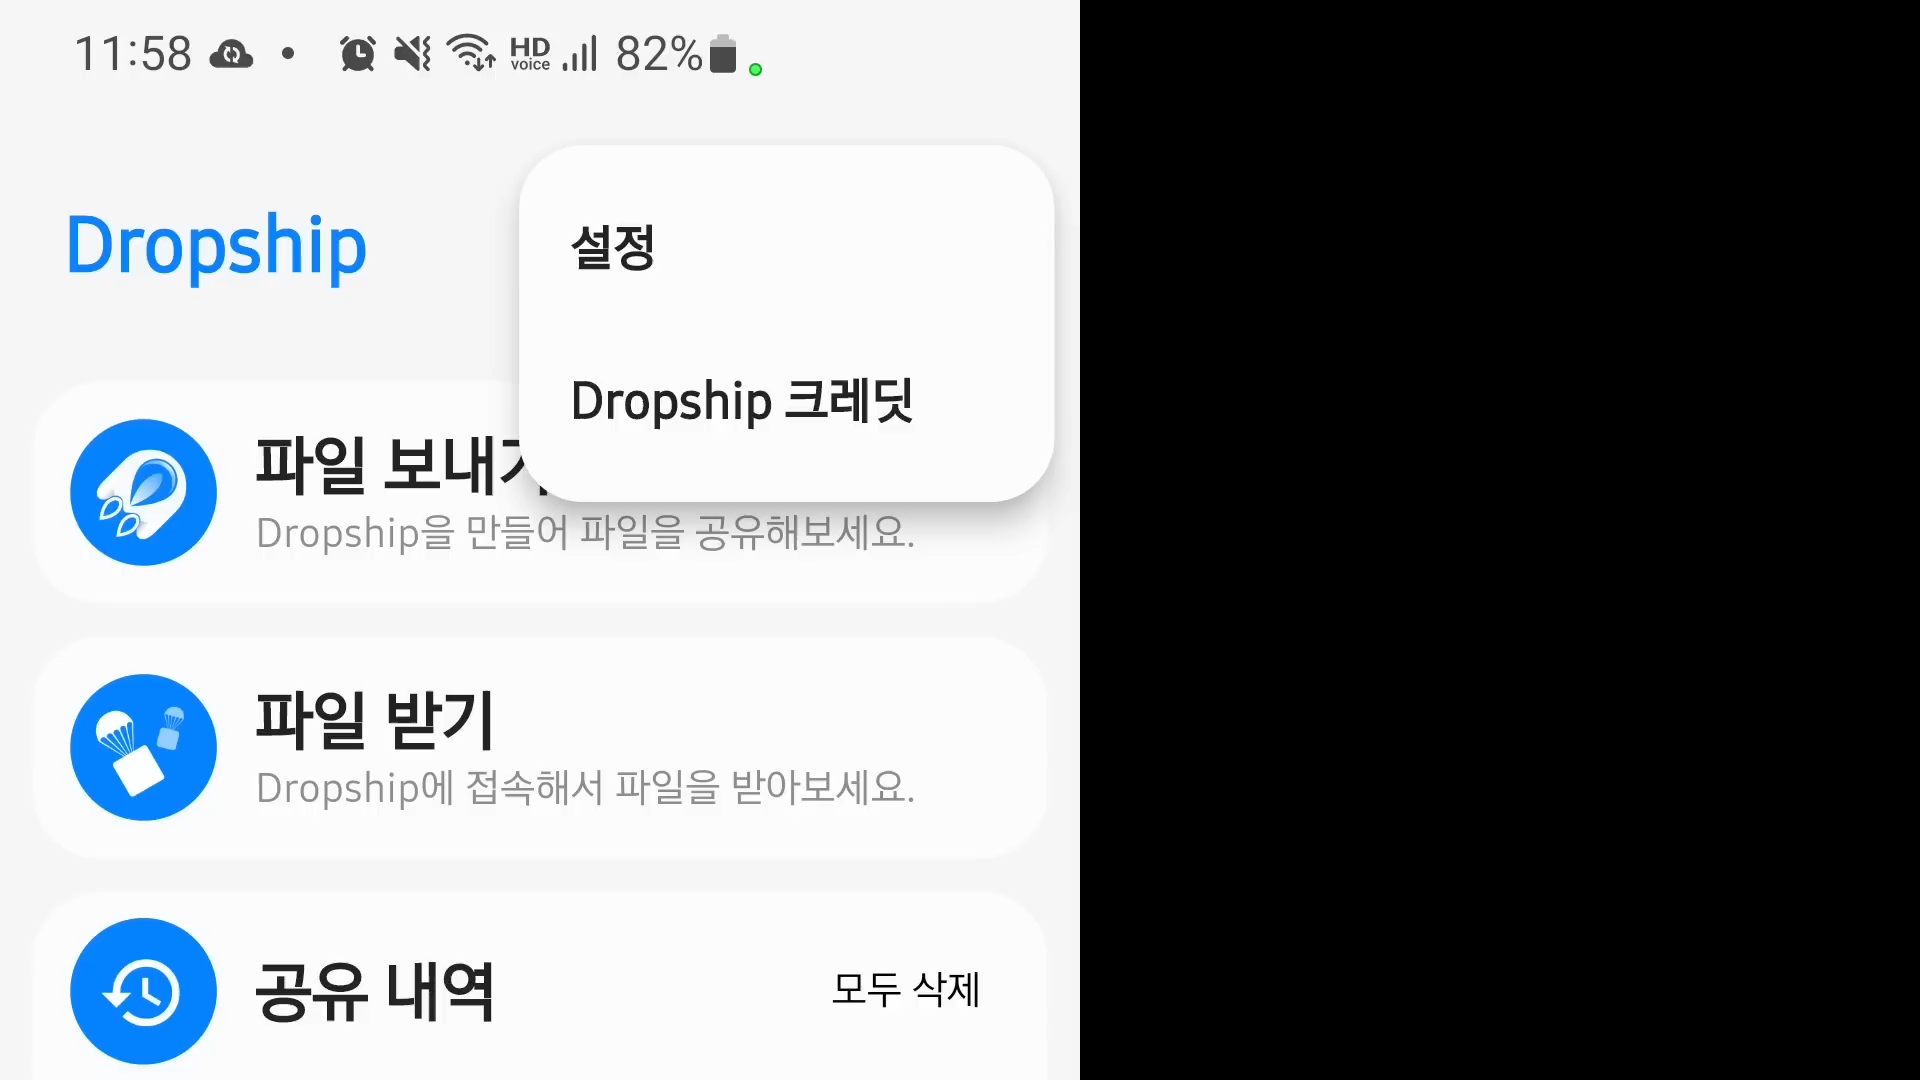 11:58 HD voice 82%
Dropship
설정
Dropship 크레딧
파일 보내
Dropship을 만들어 파일을 공유해보세요.
파일 받기
Dropship에 접속해서 파일을 받아보세요.
공유 내역
모두 삭제